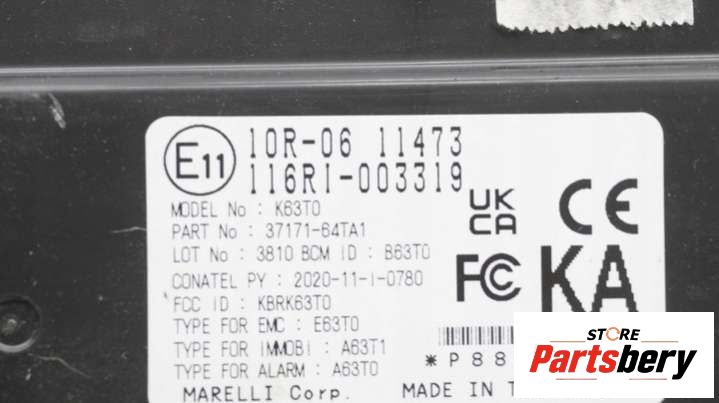 E11 10R-06 11473
116RI-003319
MODEL No : K63T0
PART No : 37171-64TA1
LOT No : 3810 BCM ID : B63T0
CONATEL PY : 2020-11-I-0780
FCC ID : KBRK63T0
TYPE FOR EMC : E63T0
TYPE FOR IMMOBI : A63T1
TYPE FOR ALARM : A63T0
MARELLI Corp. MADE IN
UK
CA
CE
FC
KA
*P88
STORE
Partsbery